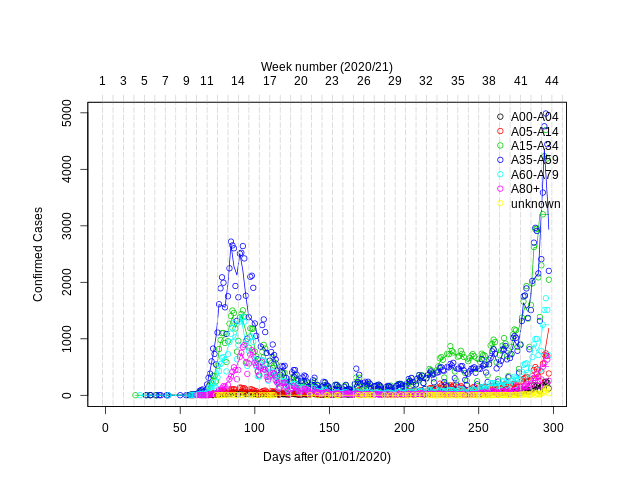 Week number (2020/21)
1 3 5 7 9 11 14 17 20 23 26 29 32 35 38 41 44
Confirmed Cases
5000
4000
3000
2000
1000
0
A00-A04
A05-A14
A15-A34
A35-A59
A60-A79
A80+
unknown
0 50 100 150 200 250 300
Days after (01/01/2020)